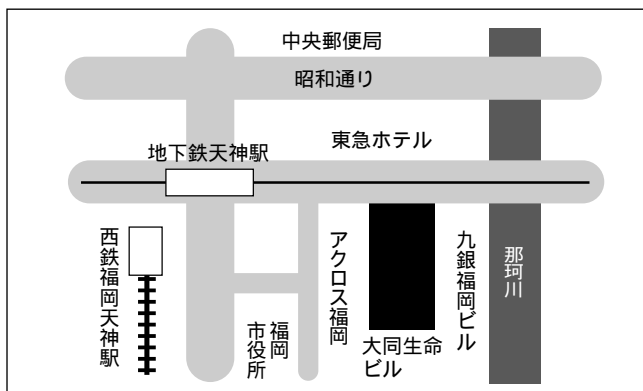 中央郵便局
昭和通り
東急ホテル
地下鉄天神駅
西鉄福岡天神駅
福岡
市役所
アクロス福岡
大同生命
ビル
九銀福岡ビル
那珂川